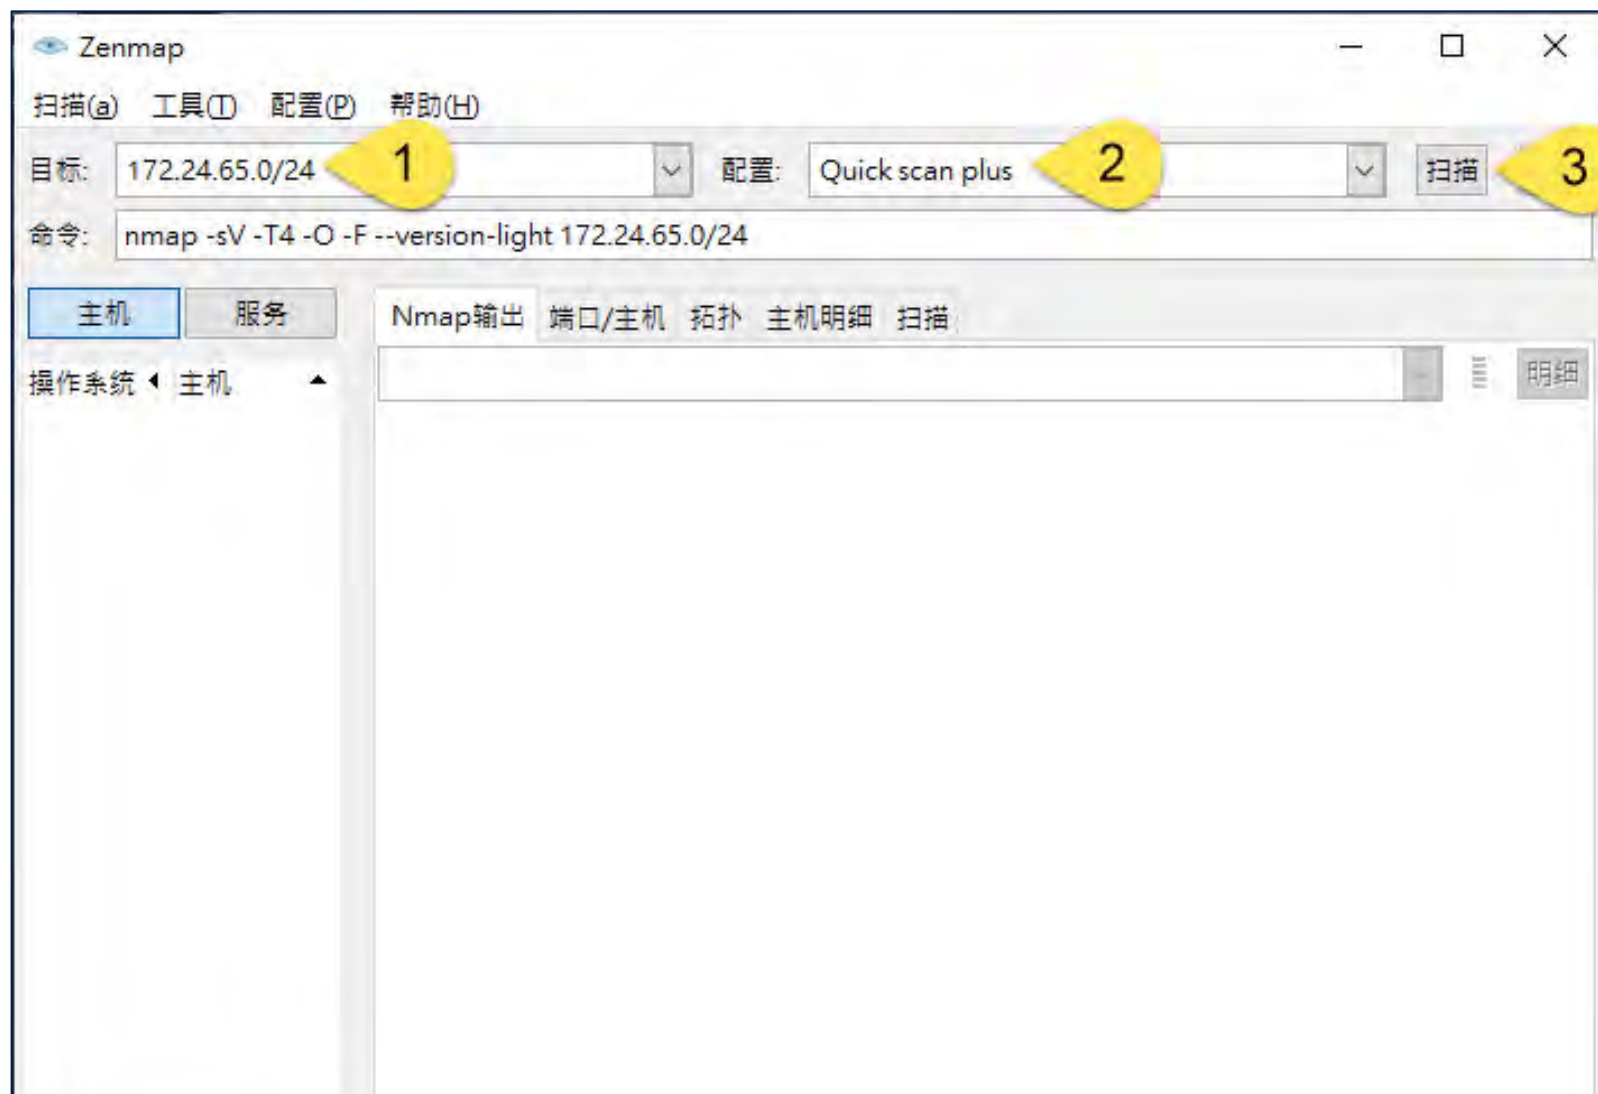 Zenmap
扫描(a) 工具(T) 配置(P) 帮助(H)
目标: 172.24.65.0/24 1 配置: Quick scan plus 2 扫描 3
命令: nmap -sV -T4 -O -F --version-light 172.24.65.0/24
主机 服务 Nmap输出 端口/主机 拓扑 主机明细 扫描
操作系统 主机 明细